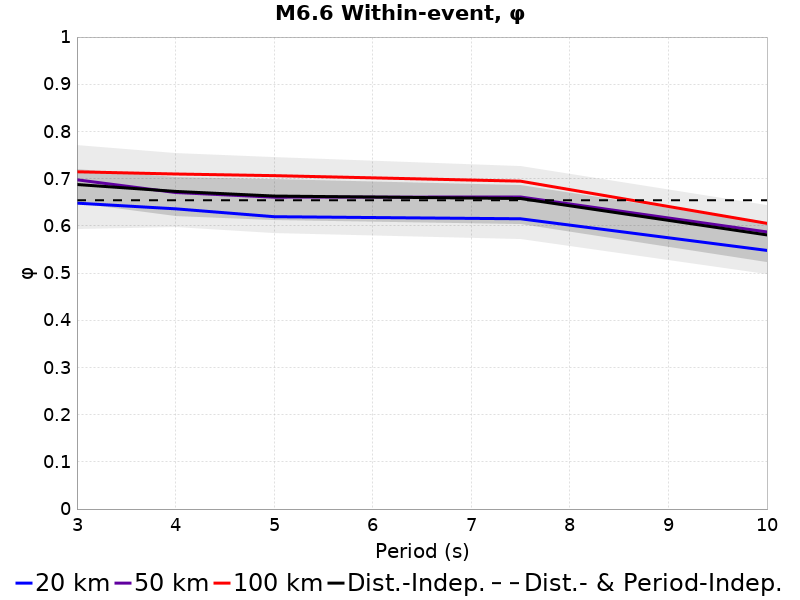 M6.6 Within-event, φ
1
0.9
0.8
0.7
0.6
0.5
0.4
0.3
0.2
0.1
0
φ
3 4 5 6 7 8 9 10
Period (s)
20 km 50 km 100 km Dist.-Indep. Dist.- & Period-Indep.